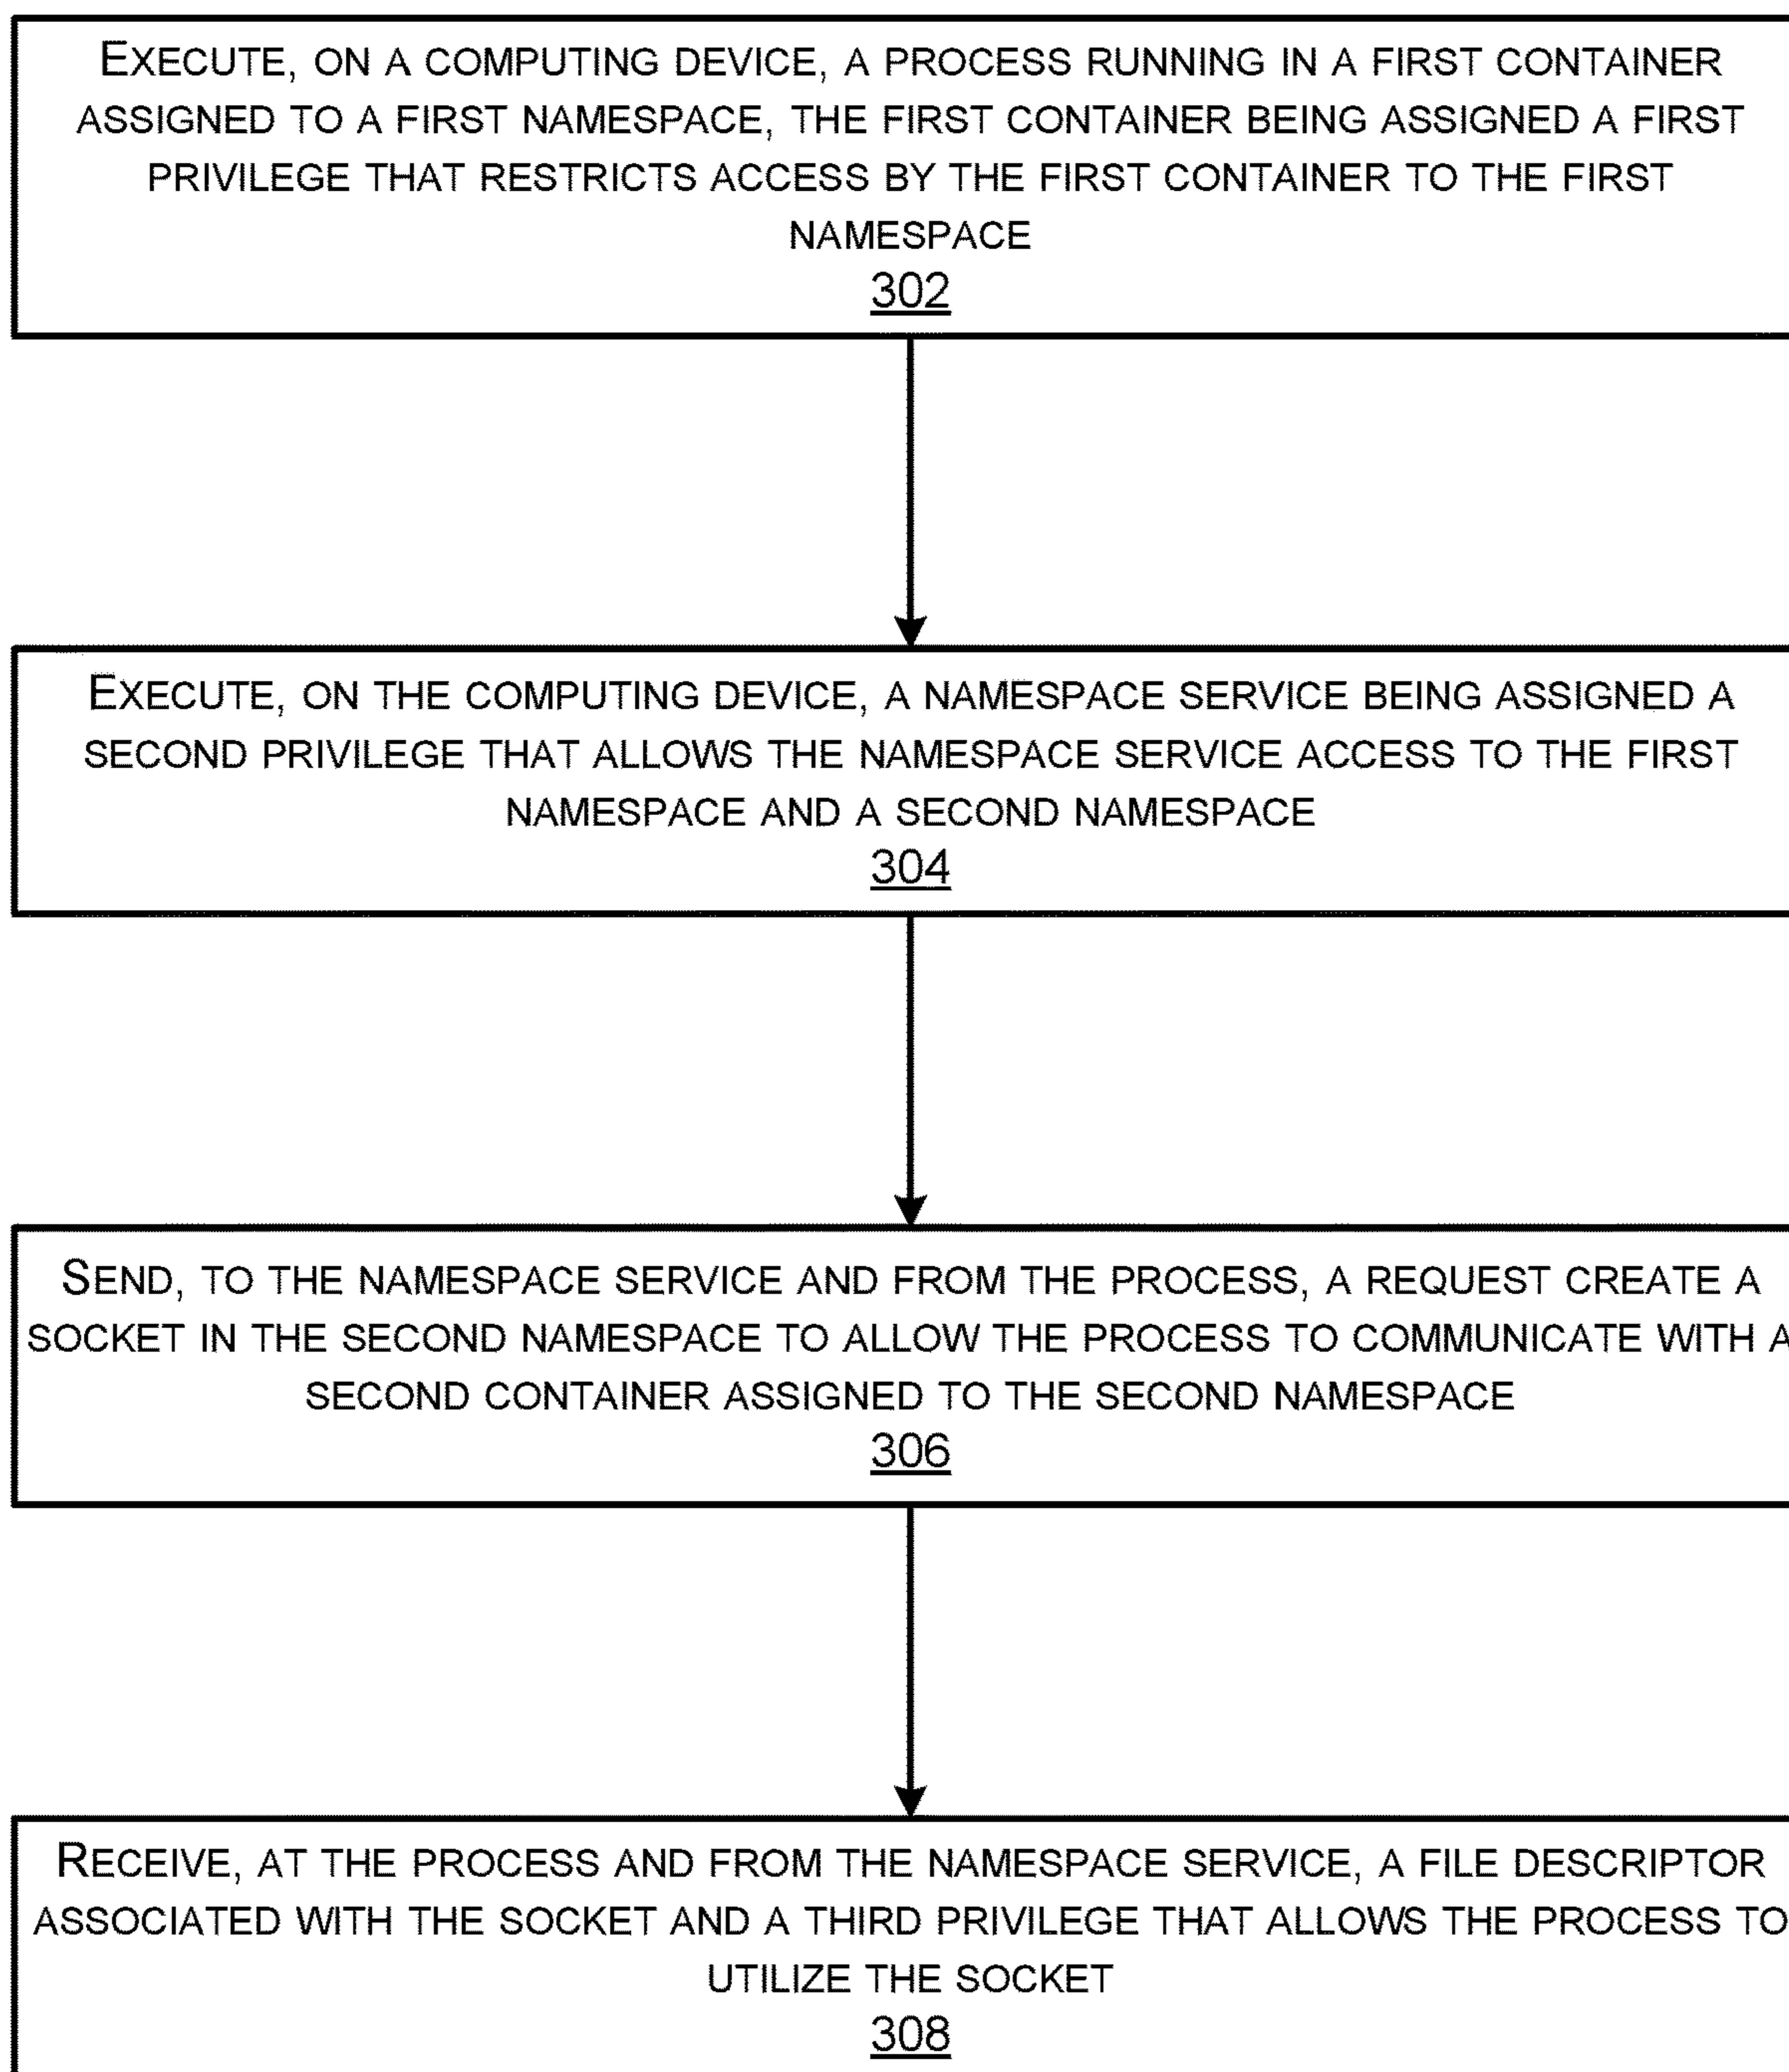 EXECUTE, ON A COMPUTING DEVICE, A PROCESS RUNNING IN A FIRST CONTAINER
ASSIGNED TO A FIRST NAMESPACE, THE FIRST CONTAINER BEING ASSIGNED A FIRST
PRIVILEGE THAT RESTRICTS ACCESS BY THE FIRST CONTAINER TO THE FIRST
NAMESPACE
302
EXECUTE, ON THE COMPUTING DEVICE, A NAMESPACE SERVICE BEING ASSIGNED A
SECOND PRIVILEGE THAT ALLOWS THE NAMESPACE SERVICE ACCESS TO THE FIRST
NAMESPACE AND A SECOND NAMESPACE
304
SEND, TO THE NAMESPACE SERVICE AND FROM THE PROCESS, A REQUEST CREATE A
SOCKET IN THE SECOND NAMESPACE TO ALLOW THE PROCESS TO COMMUNICATE WITH A
SECOND CONTAINER ASSIGNED TO THE SECOND NAMESPACE
306
RECEIVE, AT THE PROCESS AND FROM THE NAMESPACE SERVICE, A FILE DESCRIPTOR
ASSOCIATED WITH THE SOCKET AND A THIRD PRIVILEGE THAT ALLOWS THE PROCESS TO
UTILIZE THE SOCKET
308